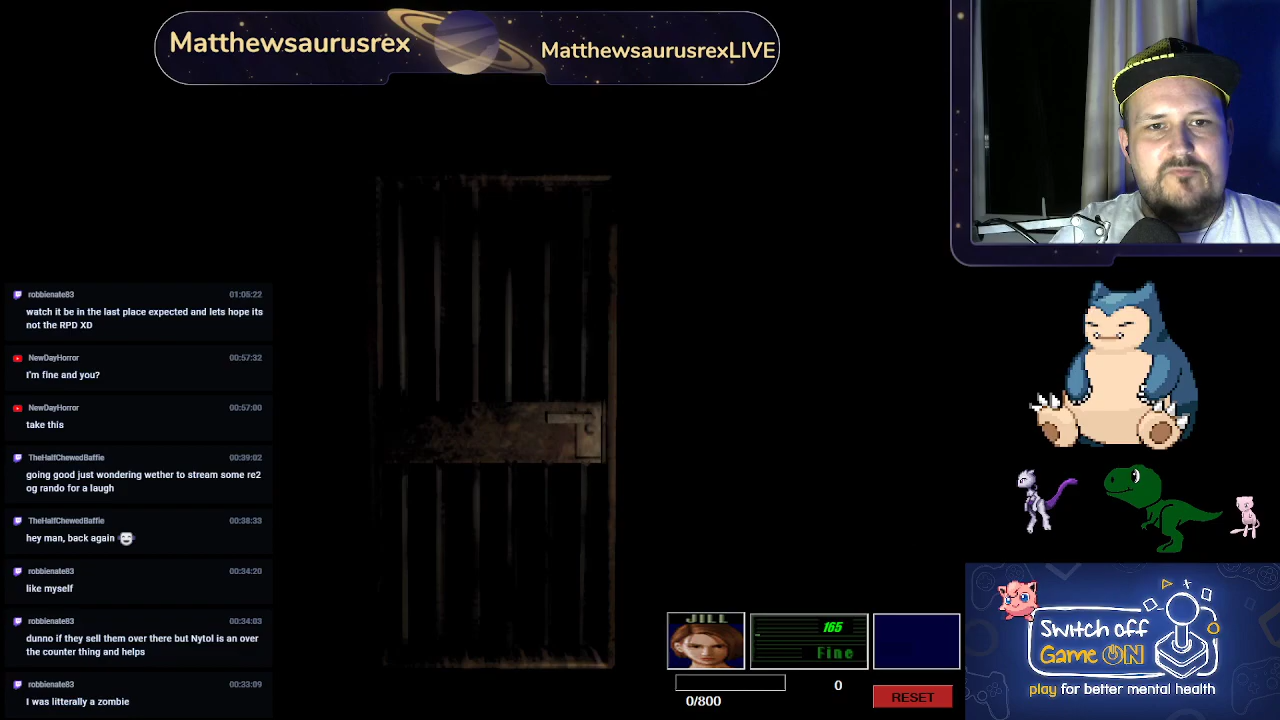 Matthewsaurusrex
MatthewsaurusrexLIVE
robbienate83 01:05:22
watch it be in the last place expected and lets hope its
not the RPD XD
NewDayHorror 00:57:32
I'm fine and you?
NewDayHorror 00:57:00
take this
TheHalfChewedBaffie 00:39:02
going good just wondering wether to stream some re2
og rando for a laugh
TheHalfChewedBaffie 00:38:33
hey man, back again
robbienate83 00:34:20
like myself
robbienate83 00:34:03
dunno if they sell them over there but Nytol is an over
the counter thing and helps
robbienate83 00:33:09
I was litterally a zombie
JILL
165
Fine
0/800
0
RESET
Switch off
Game ON
play for better mental health